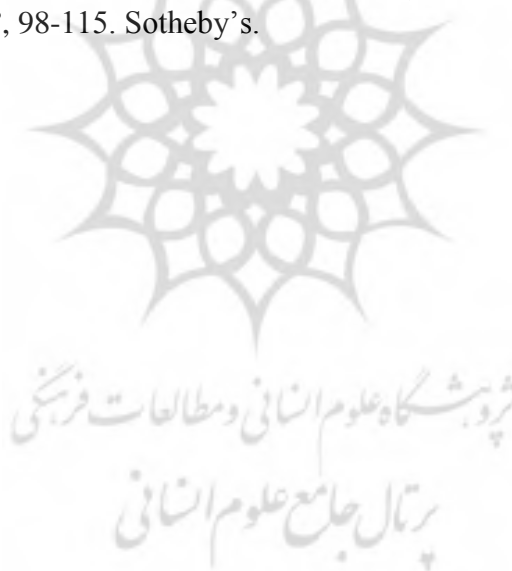 ’, 98-115. Sotheby’s.
پژوهشگاه علوم انسانی و مطالعات فرهنگی
پرتال جامع علوم انسانی